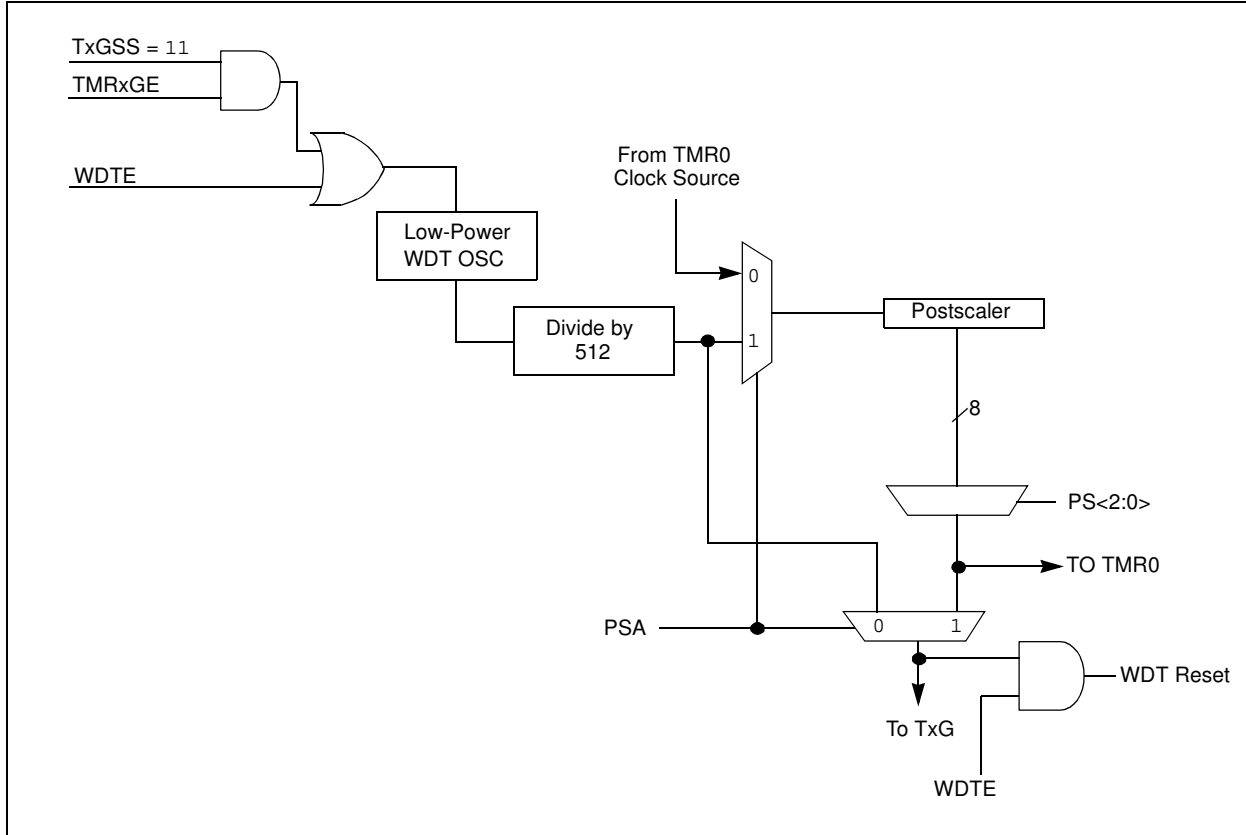 TxGSS = 11
TMRxGE
WDTE
From TMR0
Clock Source
Low-Power
WDT OSC
0
Postscaler
Divide by
512
1
8
PS<2:0>
TO TMR0
PSA
0
1
WDT Reset
To TxG
WDTE